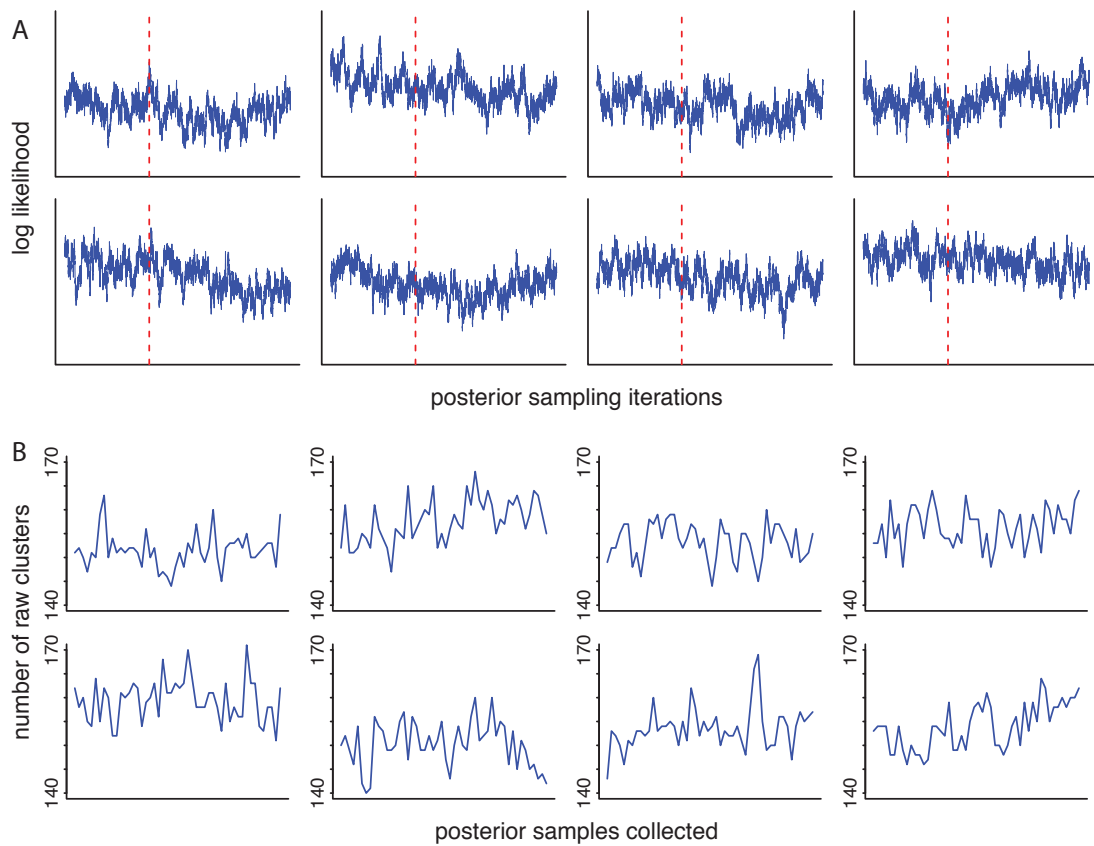 A
log likelihood
posterior sampling iterations
B
number of raw clusters
170
140
170
140
170
140
170
140
170
140
170
140
170
140
170
140
posterior samples collected